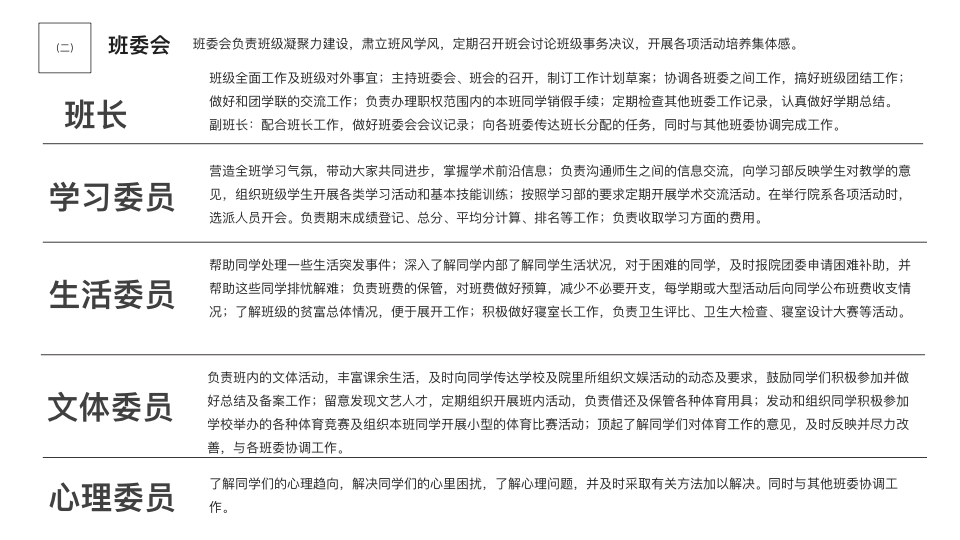 （二）
班委会
班委会负责班级凝聚力建设，肃立班风学风，定期召开班会讨论班级事务决议，开展各项活动培养集体感。
班长
班级全面工作及班级对外事宜；主持班委会、班会的召开，制订工作计划草案；协调各班委之间工作，搞好班级团结工作；
做好和团学联的交流工作；负责办理职权范围内的本班同学销假手续；定期检查其他班委工作记录，认真做好学期总结。
副班长：配合班长工作，做好班委会会议记录；向各班委传达班长分配的任务，同时与其他班委协调完成工作。
学习委员
营造全班学习气氛，带动大家共同进步，掌握学术前沿信息；负责沟通师生之间的信息交流，向学习部反映学生对教学的意
见，组织班级学生开展各类学习活动和基本技能训练；按照学习部的要求定期开展学术交流活动。在举行院系各项活动时，
选派人员开会。负责期末成绩登记、总分、平均分计算、排名等工作；负责收取学习方面的费用。
生活委员
帮助同学处理一些生活突发事件；深入了解同学内部了解同学生活状况，对于困难的同学，及时报院团委申请困难补助，并
帮助这些同学排忧解难；负责班费的保管，对班费做好预算，减少不必要开支，每学期或大型活动后向同学公布班费收支情
况；了解班级的贫富总体情况，便于展开工作；积极做好寝室长工作，负责卫生评比、卫生大检查、寝室设计大赛等活动。
文体委员
负责班内的文体活动，丰富课余生活，及时向同学传达学校及院里所组织文娱活动的动态及要求，鼓励同学们积极参加并做
好总结及备案工作；留意发现文艺人才，定期组织开展班内活动，负责借还及保管各种体育用具；发动和组织同学积极参加
学校举办的各种体育竞赛及组织本班同学开展小型的体育比赛活动；顶起了解同学们对体育工作的意见，及时反映并尽力改
善，与各班委协调工作。
心理委员
了解同学们的心理趋向，解决同学们的心里困扰，了解心理问题，并及时采取有关方法加以解决。同时与其他班委协调工
作。